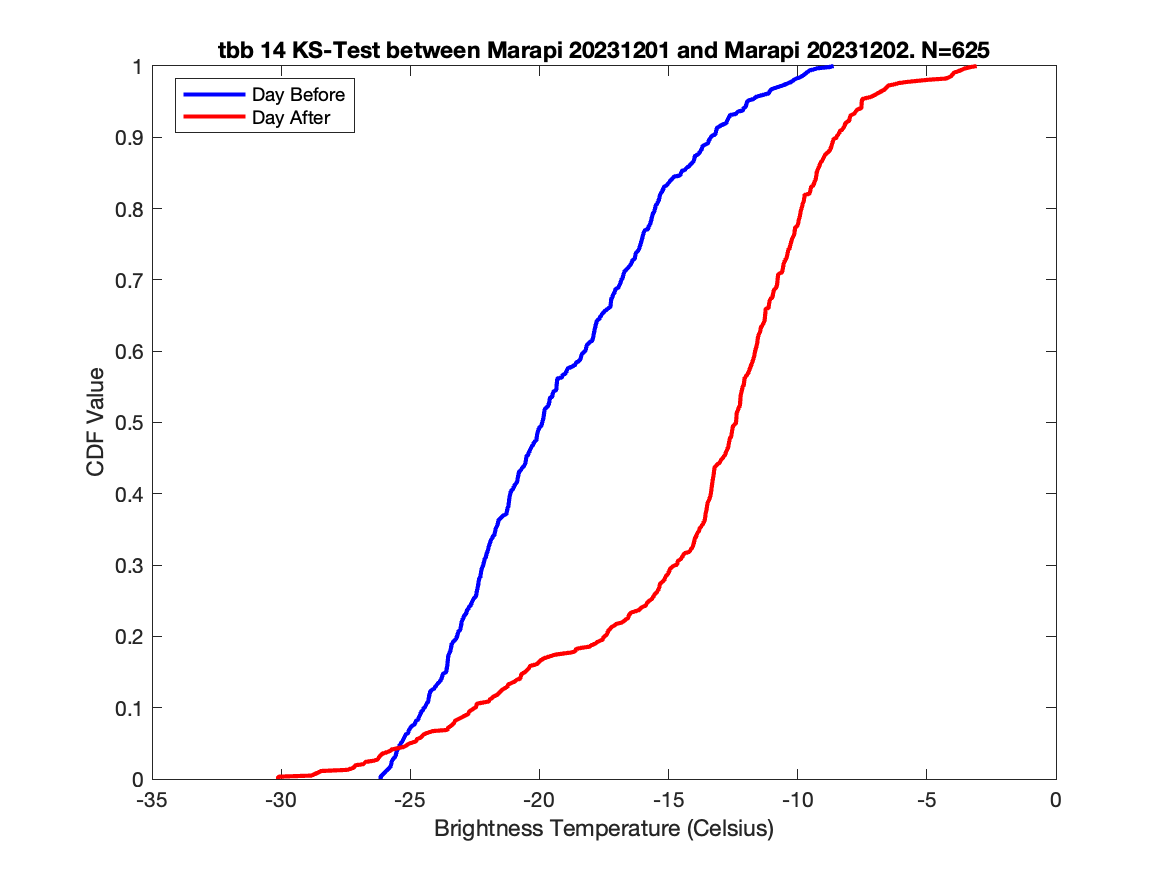 tbb 14 KS-Test between Marapi 20231201 and Marapi 20231202. N=625
Day Before
Day After
1
0.9
0.8
0.7
0.6
0.5
0.4
0.3
0.2
0.1
0
CDF Value
-35 -30 -25 -20 -15 -10 -5 0
Brightness Temperature (Celsius)